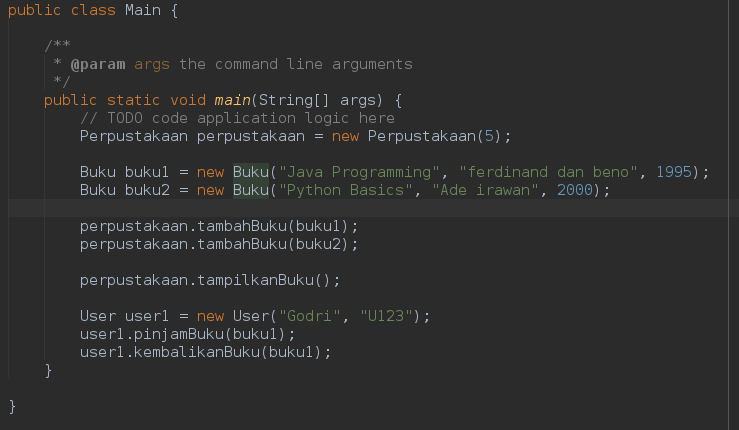 public class Main {
/**
* @param args the command line arguments
*/
public static void main(String[] args) {
// TODO code application logic here
Perpustakaan perpustakaan = new Perpustakaan(5);
Buku buku1 = new Buku("Java Programming", "ferdinand dan beno", 1995);
Buku buku2 = new Buku("Python Basics", "Ade irawan", 2000);
perpustakaan.tambahBuku(buku1);
perpustakaan.tambahBuku(buku2);
perpustakaan.tampilkanBuku();
User user1 = new User("Godri", "U123");
user1.pinjamBuku(buku1);
user1.kembalikanBuku(buku1);
}
}